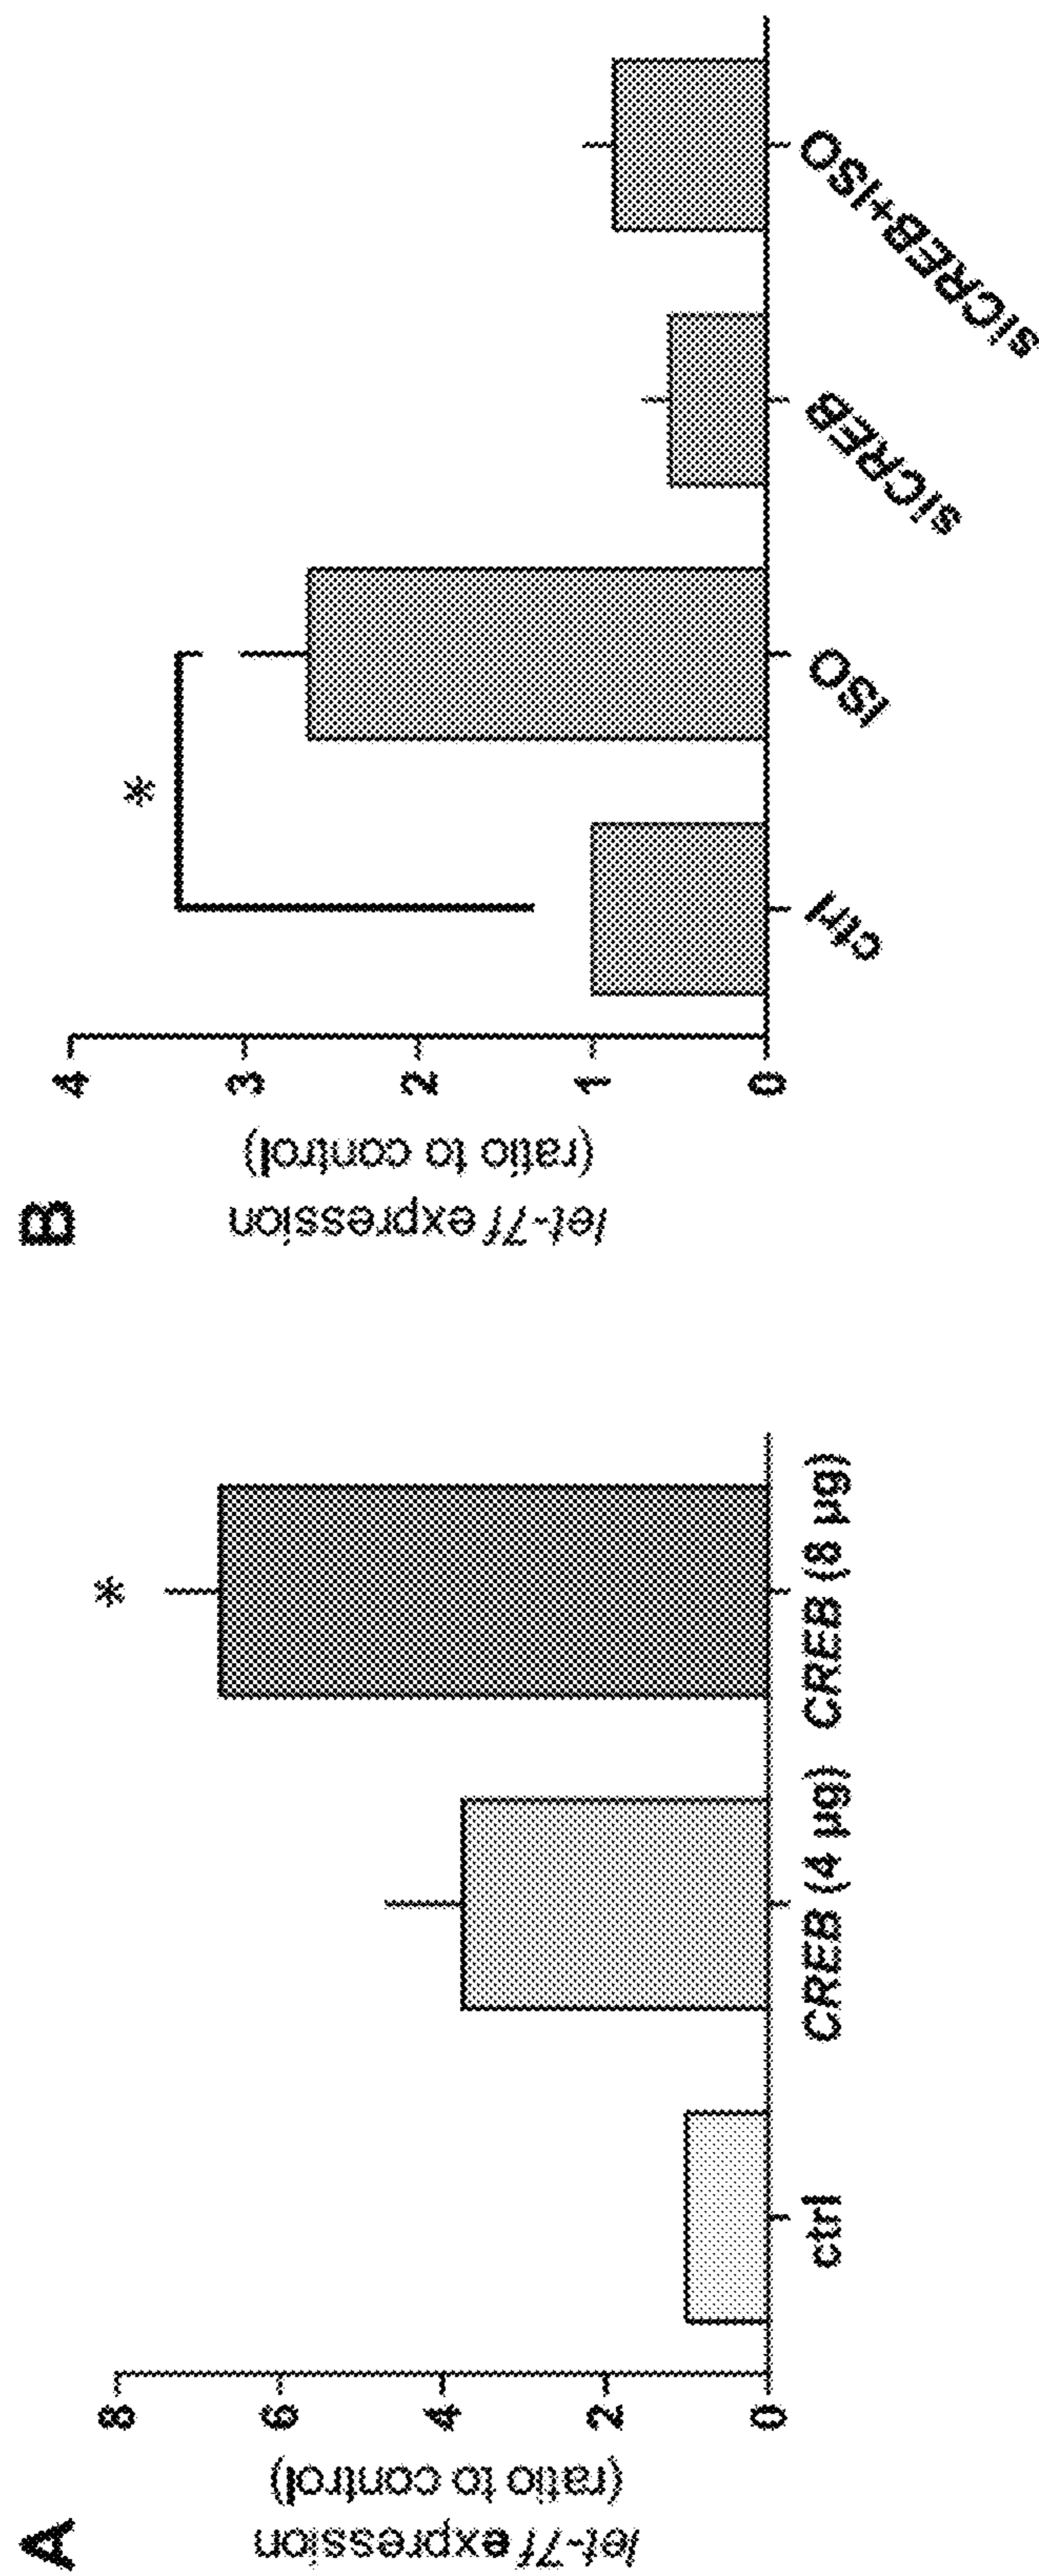 A
let-7f expression
(ratio to control)
8
6
4
2
0
*
ctrl
CREB (4 µg)
CREB (8 µg)
B
let-7f expression
(ratio to control)
4
3
2
1
0
*
ctrl
ISO
siCREB
siCREB+ISO